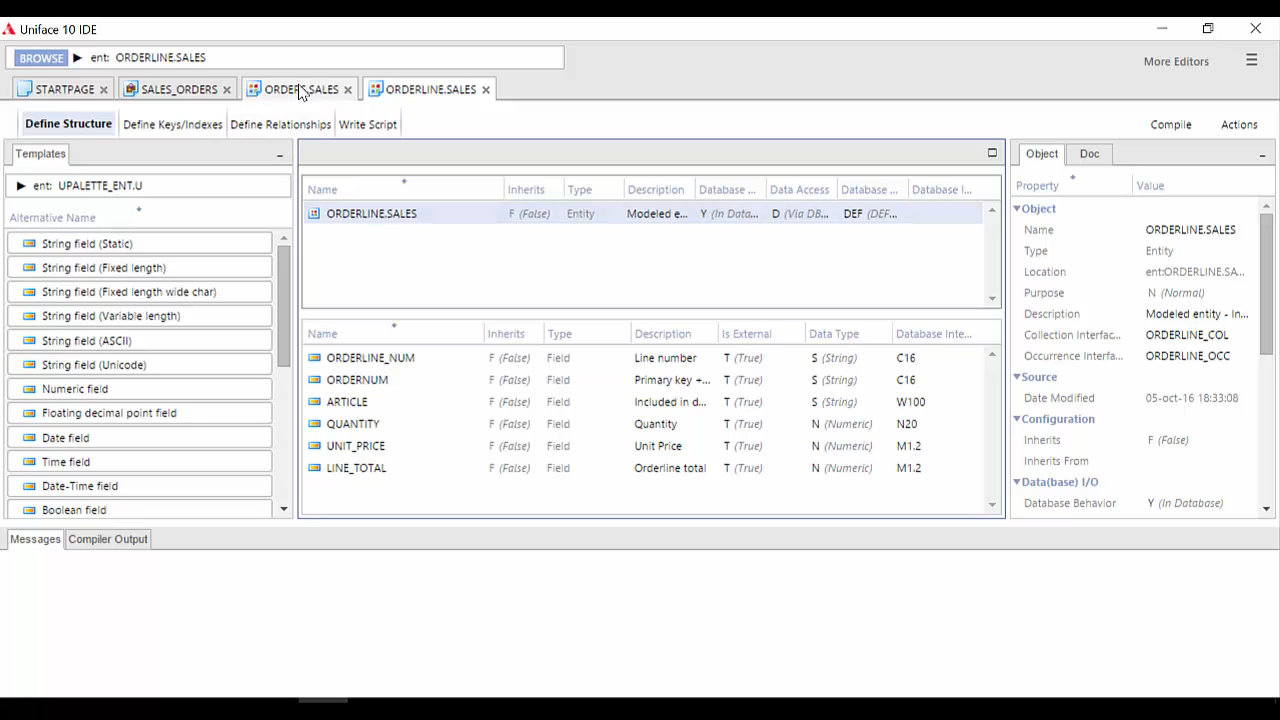 Uniface 10 IDE
BROWSE ent: ORDERLINE.SALES
More Editors
STARTPAGE SALES_ORDERS ORDER.SALES ORDERLINE.SALES
Define Structure Define Keys/Indexes Define Relationships Write Script Compile Actions
Templates
ent: UPALETTE_ENT.U
Alternative Name
String field (Static)
String field (Fixed length)
String field (Fixed length wide char)
String field (Variable length)
String field (ASCII)
String field (Unicode)
Numeric field
Floating decimal point field
Date field
Time field
Date-Time field
Boolean field
Name Inherits Type Description Database ... Data Access Database ... Database I...
ORDERLINE.SALES F (False) Entity Modeled e... Y (In Data... D (Via DB... DEF (DEF...
Name Inherits Type Description Is External Data Type Database Inte...
ORDERLINE_NUM F (False) Field Line number T (True) S (String) C16
ORDERNUM F (False) Field Primary key +... T (True) S (String) C16
ARTICLE F (False) Field Included in d... T (True) S (String) W100
QUANTITY F (False) Field Quantity T (True) N (Numeric) N20
UNIT_PRICE F (False) Field Unit Price T (True) N (Numeric) M1.2
LINE_TOTAL F (False) Field Orderline total T (True) N (Numeric) M1.2
Object Doc
Property Value
Object
Name ORDERLINE.SALES
Type Entity
Location ent:ORDERLINE.SA...
Purpose N (Normal)
Description Modeled entity - In...
Collection Interfac... ORDERLINE_COL
Occurrence Interfa... ORDERLINE_OCC
Source
Date Modified 05-oct-16 18:33:08
Configuration
Inherits F (False)
Inherits From
Data(base) I/O
Database Behavior Y (In Database)
Messages Compiler Output